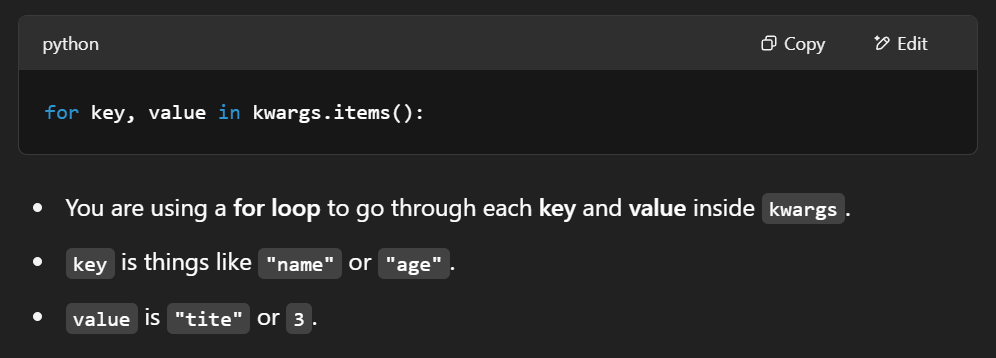 python Copy Edit
for key, value in kwargs.items():
• You are using a for loop to go through each key and value inside kwargs.
• key is things like "name" or "age".
• value is "tite" or 3.